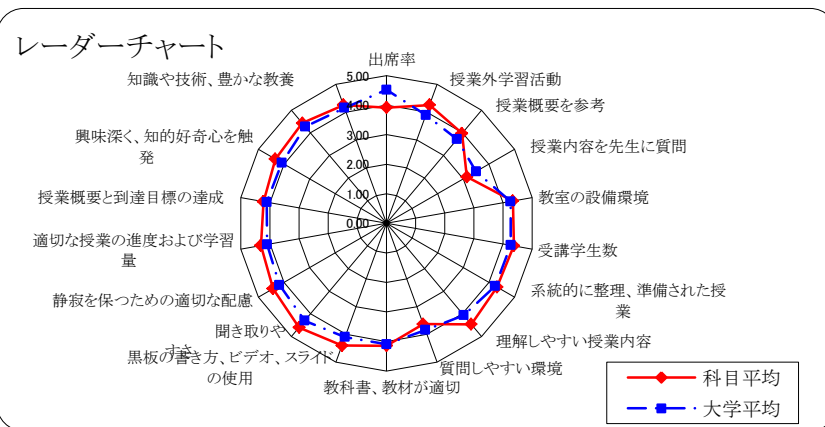 レーダーチャート
出席率
授業外学習活動
授業概要を参考
授業内容を先生に質問
教室の設備環境
受講学生数
系統的に整理、準備された授
業
理解しやすい授業内容
質問しやすい環境
教科書、教材が適切
黒板の書き方、ビデオ、スライド
の使用
聞き取りや
すさ
静寂を保つための適切な配慮
適切な授業の進度および学習
量
授業概要と到達目標の達成
興味深く、知的好奇心を触
発
知識や技術、豊かな教養
5.00
4.00
3.00
2.00
1.00
0.00
科目平均
大学平均